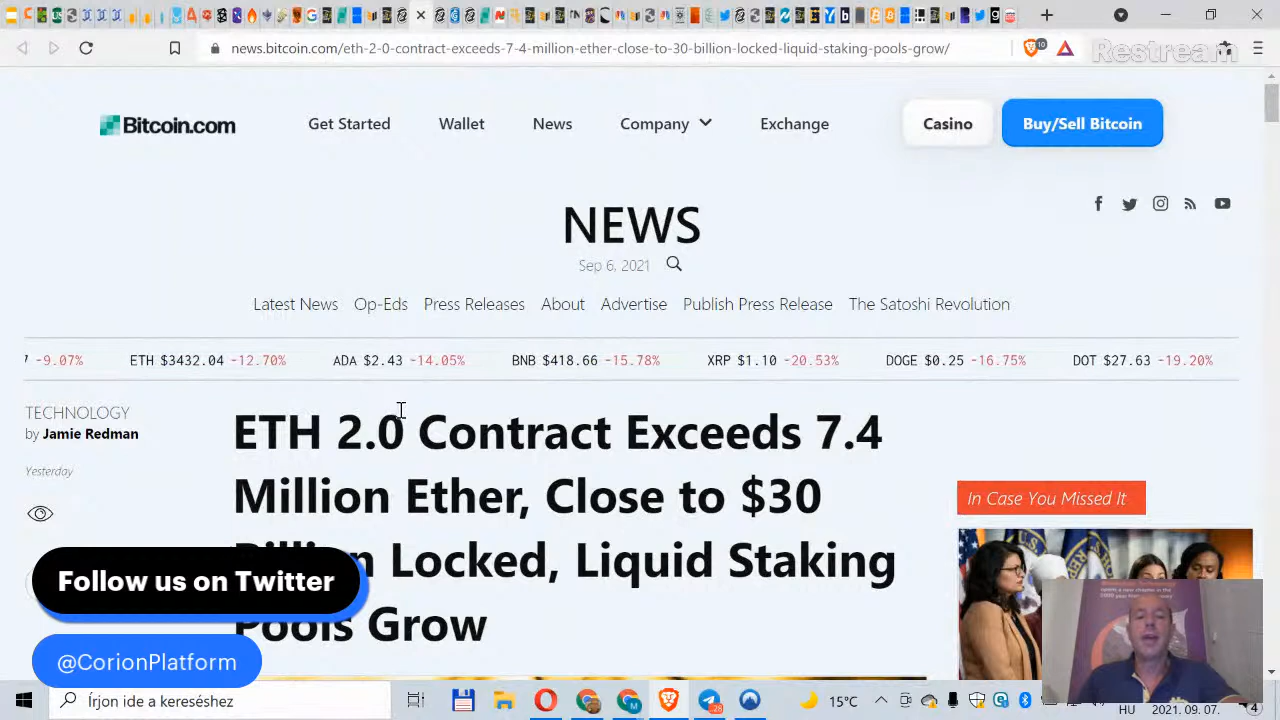 news.bitcoin.com/eth-2-0-contract-exceeds-7-4-million-ether-close-to-30-billion-locked-liquid-staking-pools-grow/
10
Restream
Bitcoin.com
Get Started
Wallet
News
Company
Exchange
Casino
Buy/Sell Bitcoin
NEWS
Sep 6, 2021
Latest News
Op-Eds
Press Releases
About
Advertise
Publish Press Release
The Satoshi Revolution
-9.07%
ETH $3432.04 -12.70%
ADA $2.43 -14.05%
BNB $418.66 -15.78%
XRP $1.10 -20.53%
DOGE $0.25 -16.75%
DOT $27.63 -19.20%
TECHNOLOGY
by Jamie Redman
Yesterday
ETH 2.0 Contract Exceeds 7.4
Million Ether, Close to $30
Billion Locked, Liquid Staking
Pools Grow
In Case You Missed It
Follow us on Twitter
@CorionPlatform
Írjon ide a kereséshez
28
15°C
HU
2021. 09. 07.
4